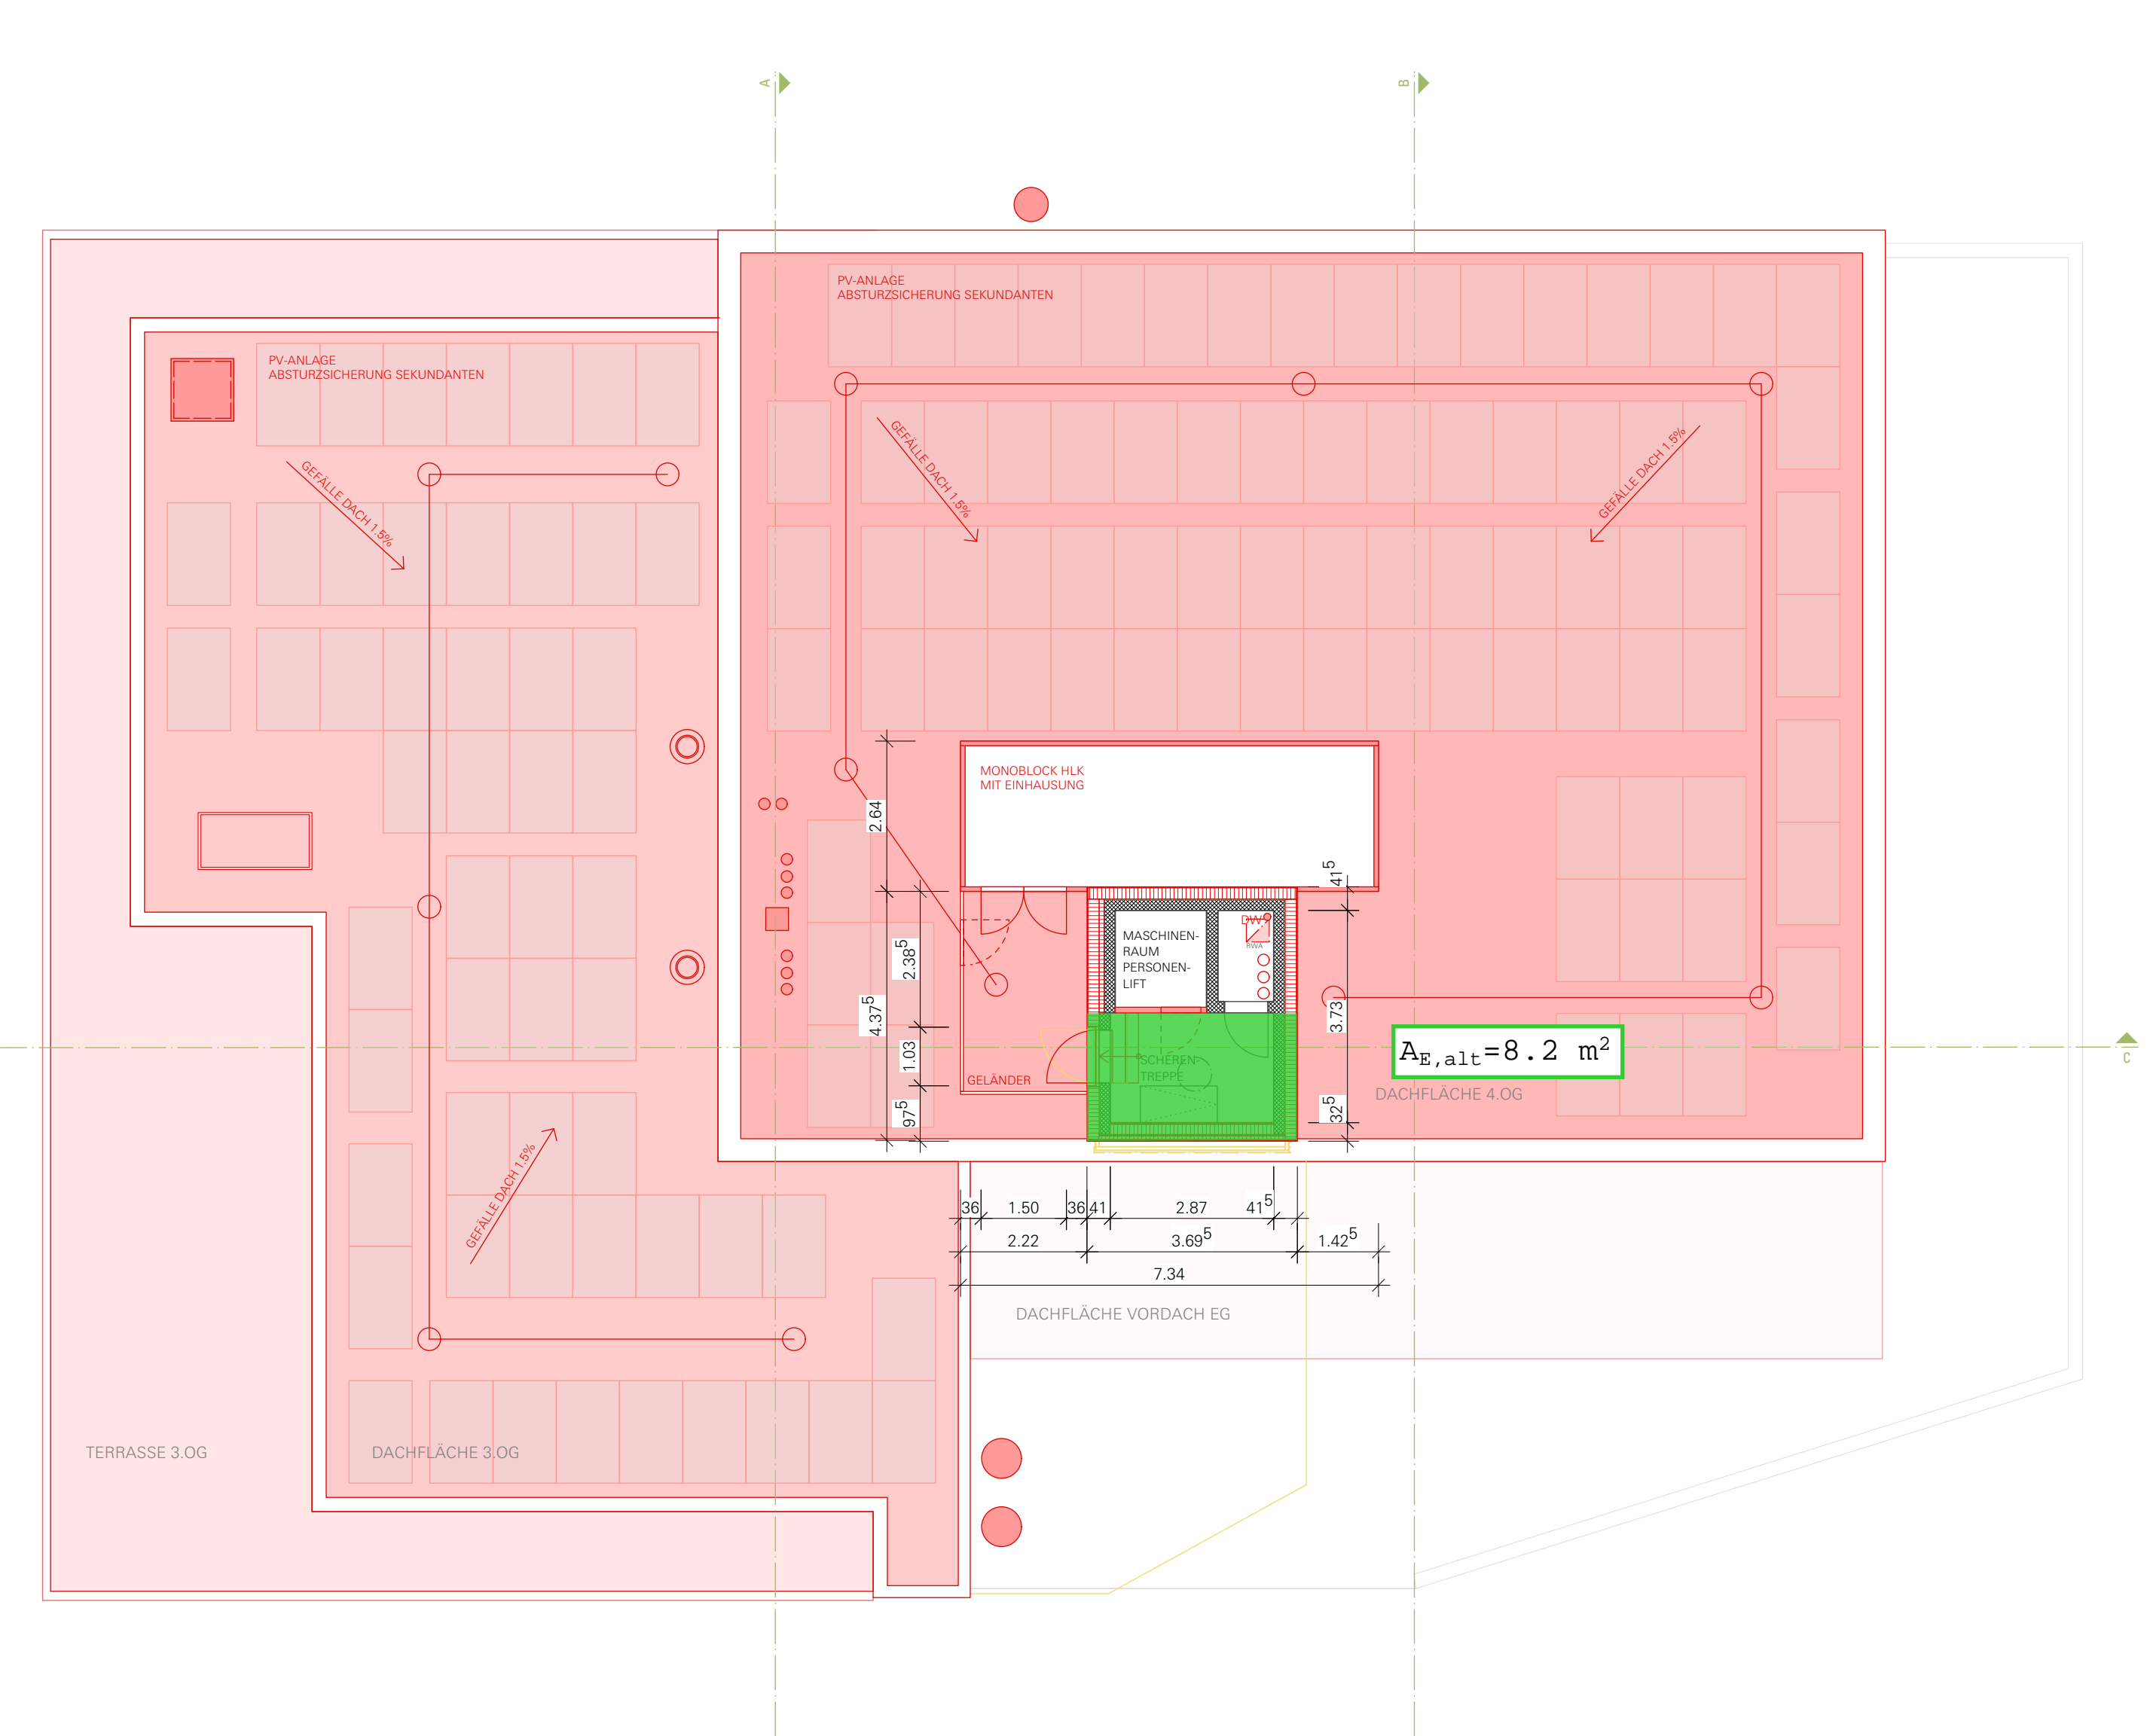 A
B
PV-ANLAGE
ABSTURZSICHERUNG SEKUNDANTEN
PV-ANLAGE
ABSTURZSICHERUNG SEKUNDANTEN
GEFÄLLE DACH 1.5%
GEFÄLLE DACH 1.5%
GEFÄLLE DACH 1.5%
MONOBLOCK HLK
MIT EINHAUSUNG
2.64
41⁵
DW
RWA
MASCHINEN-
RAUM
PERSONEN-
LIFT
2.38⁵
4.37⁵
3.73
1.03
SCHEREN-
TREPPE
A_E,alt=8.2 m²
C
GELÄNDER
DACHFLÄCHE 4.OG
97⁵
32⁵
GEFÄLLE DACH 1.5%
36 1.50 36 41 2.87 41⁵
2.22 3.69⁵ 1.42⁵
7.34
DACHFLÄCHE VORDACH EG
TERRASSE 3.OG
DACHFLÄCHE 3.OG